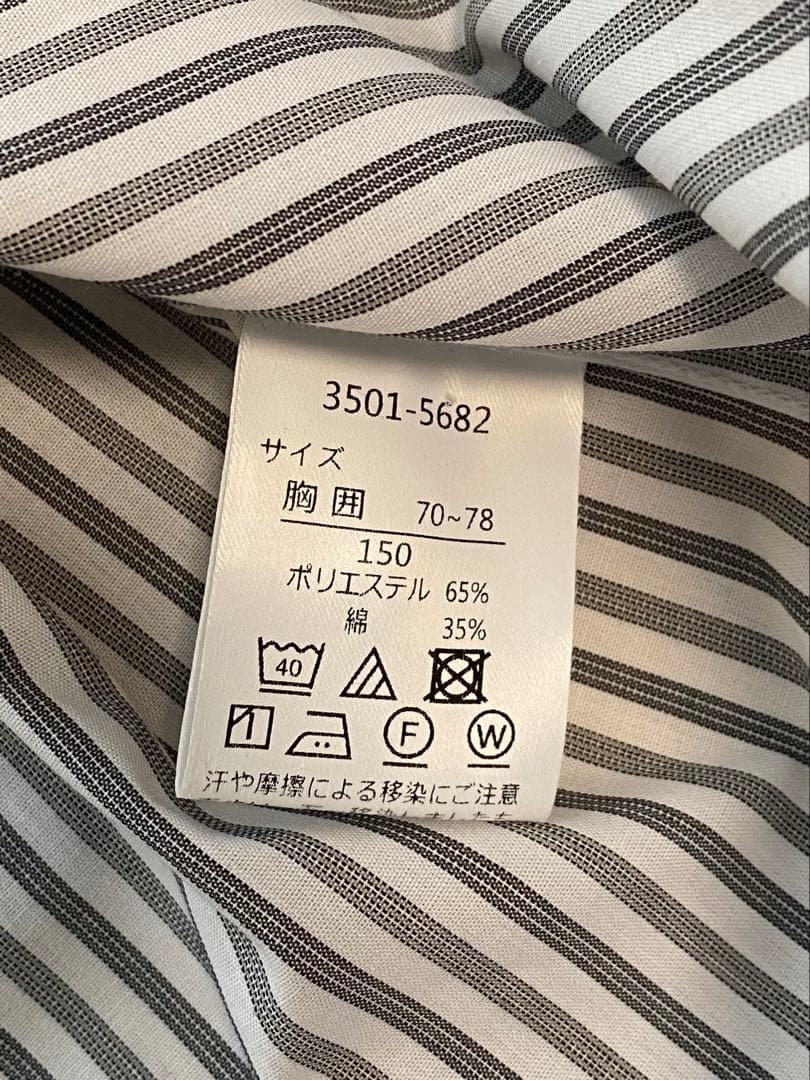 3501-5682
サイズ
胸囲 70~78
150
ポリエステル 65%
綿 35%
40
F W
汗や摩擦による移染にご注意